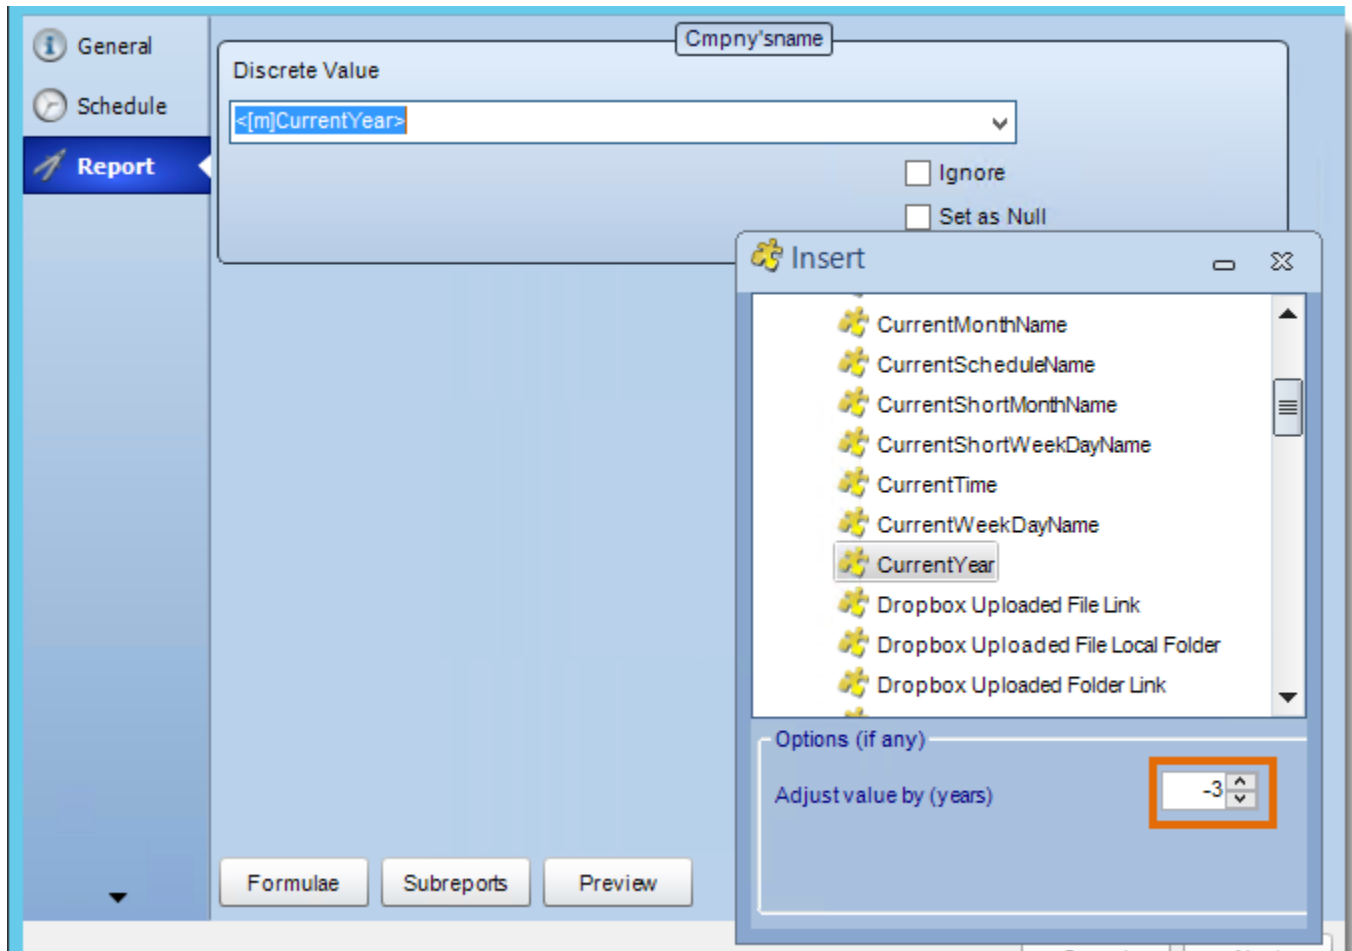 General
Schedule
Report
Cmpny'sname
Discrete Value
<[m]CurrentYear>
Ignore
Set as Null
Insert
CurrentMonthName
CurrentScheduleName
CurrentShortMonthName
CurrentShortWeekDayName
CurrentTime
CurrentWeekDayName
CurrentYear
Dropbox Uploaded File Link
Dropbox Uploaded File Local Folder
Dropbox Uploaded Folder Link
Options (if any)
Adjust value by (years)
-3
Formulae
Subreports
Preview